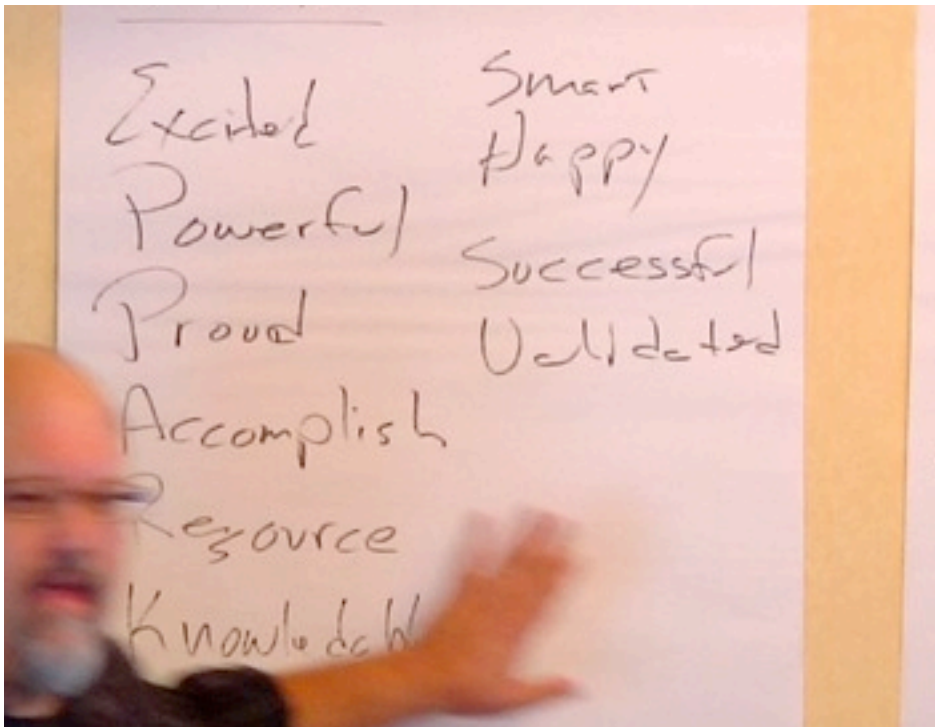 Excited
Powerful
Proud
Accomplish
Resource
Smart
Happy
Successful
Validated